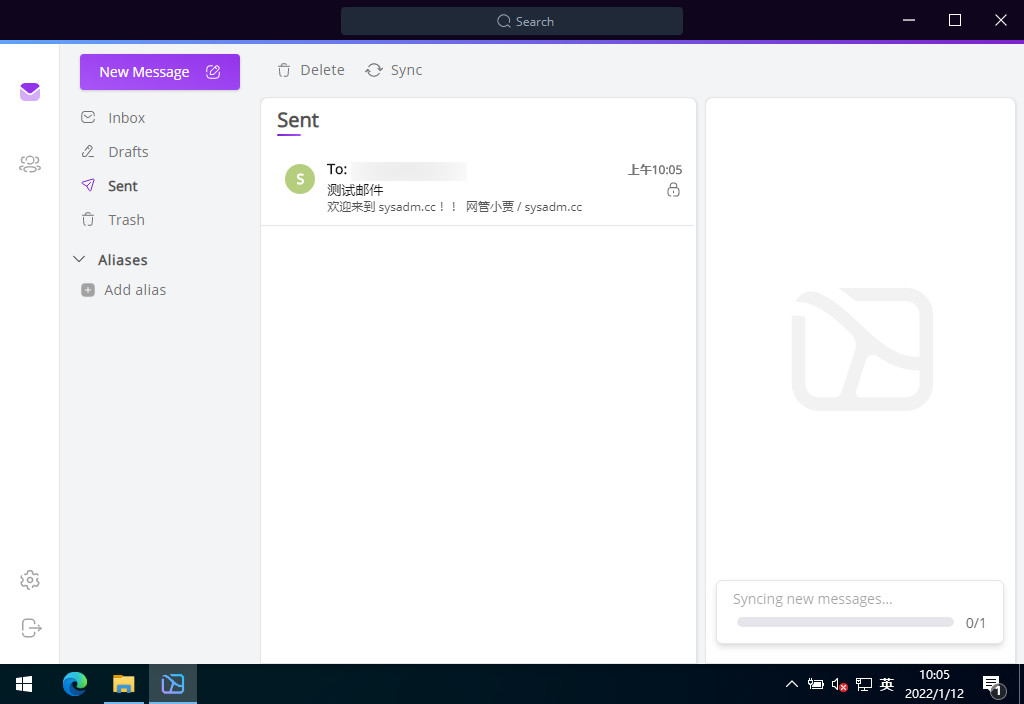 Search
New Message
Delete
Sync
Inbox
Drafts
Sent
Trash
Aliases
Add alias
Sent
S
To:
上午10:05
测试邮件
欢迎来到 sysadm.cc！！ 网管小贾 / sysadm.cc
Syncing new messages...
0/1
英
10:05
2022/1/12
1